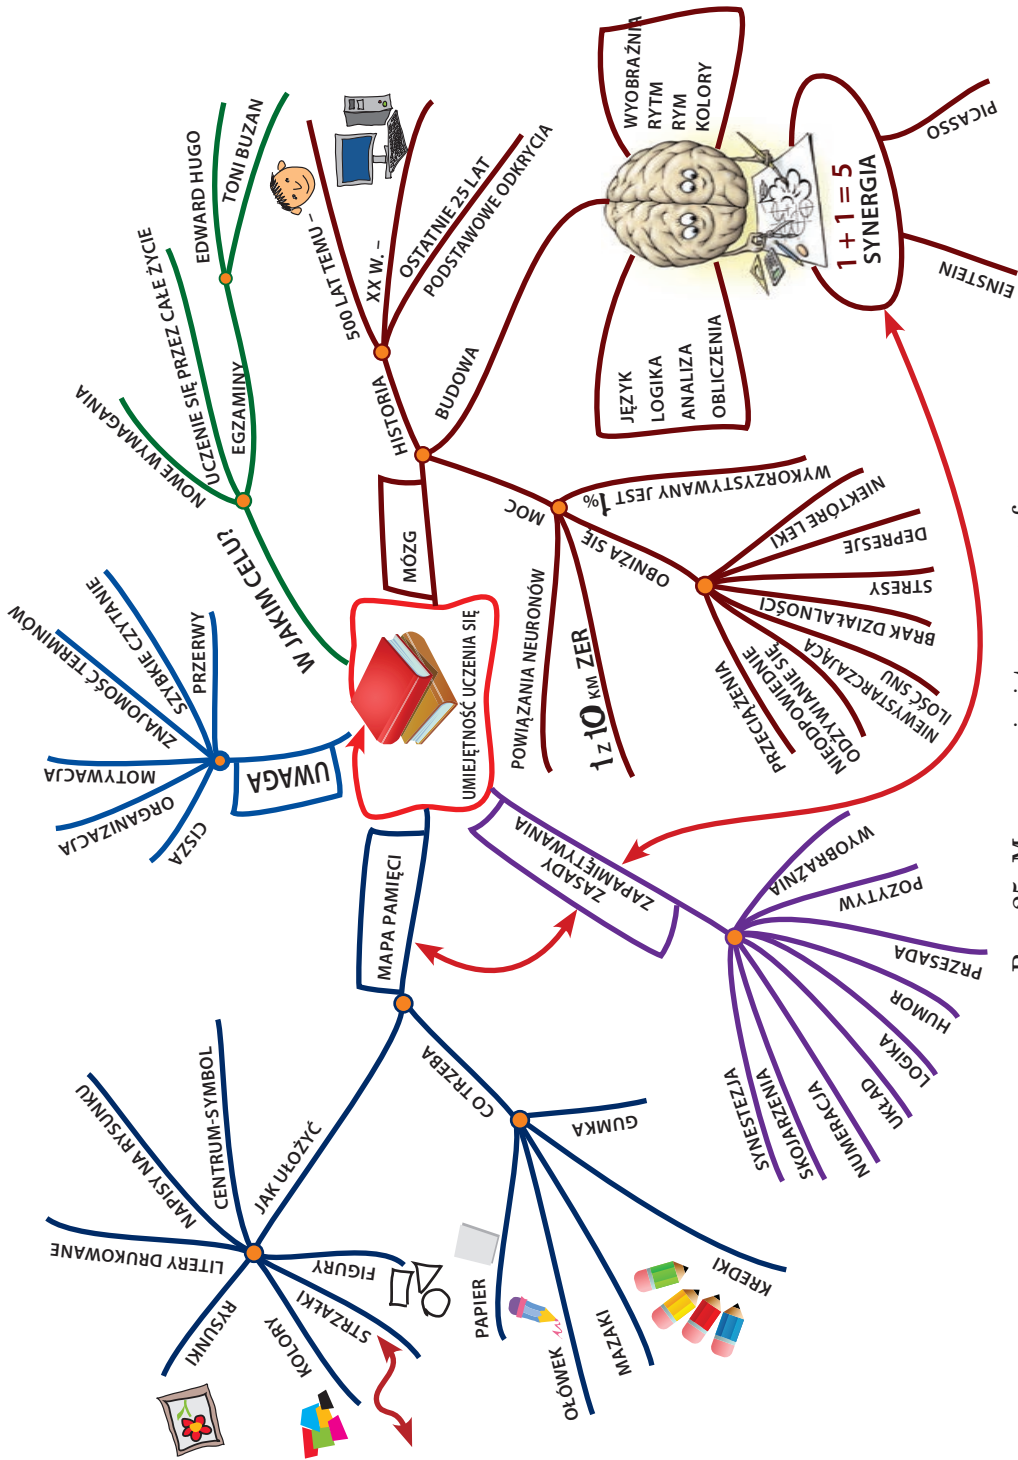 UMIEJĘTNOŚĆ UCZENIA SIĘ
W JAKIM CELU?
NOWE WYMAGANIA
UCZENIE SIĘ PRZEZ CAŁE ŻYCIE
EGZAMINY
EDWARD HUGO
TONI BUZAN
MÓZG
HISTORIA
500 LAT TEMU –
XX W. –
OSTATNIE 25 LAT
PODSTAWOWE ODKRYCIA
BUDOWA
WYOBRAŹNIA
RYTM
RYM
KOLORY
JĘZYK
LOGIKA
ANALIZA
OBLICZENIA
1 + 1 = 5
SYNERGIA
PICASSO
EINSTEIN
MOC
WYKORZYSTYWANY JEST 1%
OBNIŻA SIĘ
NIEKTÓRE LEKI
DEPRESJE
STRESY
BRAK DZIAŁALNOŚCI
NIEWYSTARCZAJĄCA
ILOŚĆ SNU
NIEODPOWIEDNIE
ODŻYWIANIE SIĘ
PRZECIĄŻENIA
POWIĄZANIA NEURONÓW
1 Z 10 KM ZER
ZASADY
ZAPAMIĘTYWANIA
WYOBRAŹNIA
POZYTYW
PRZESADA
HUMOR
LOGIKA
UKŁAD
NUMERACJA
SKOJARZENIA
SYNESTEZJA
MAPA PAMIĘCI
CO TRZEBA
GUMKA
KREDKI
MAZAKI
OŁÓWEK
PAPIER
JAK UŁOŻYĆ
FIGURY
STRZAŁKI
KOLORY
RYSUNKI
LITERY DRUKOWANE
NAPISY NA RYSUNKU
CENTRUM-SYMBOL
UWAGA
CISZA
ORGANIZACJA
MOTYWACJA
ZNAJOMOŚĆ TERMINÓW
SZYBKIE CZYTANIE
PRZERWY